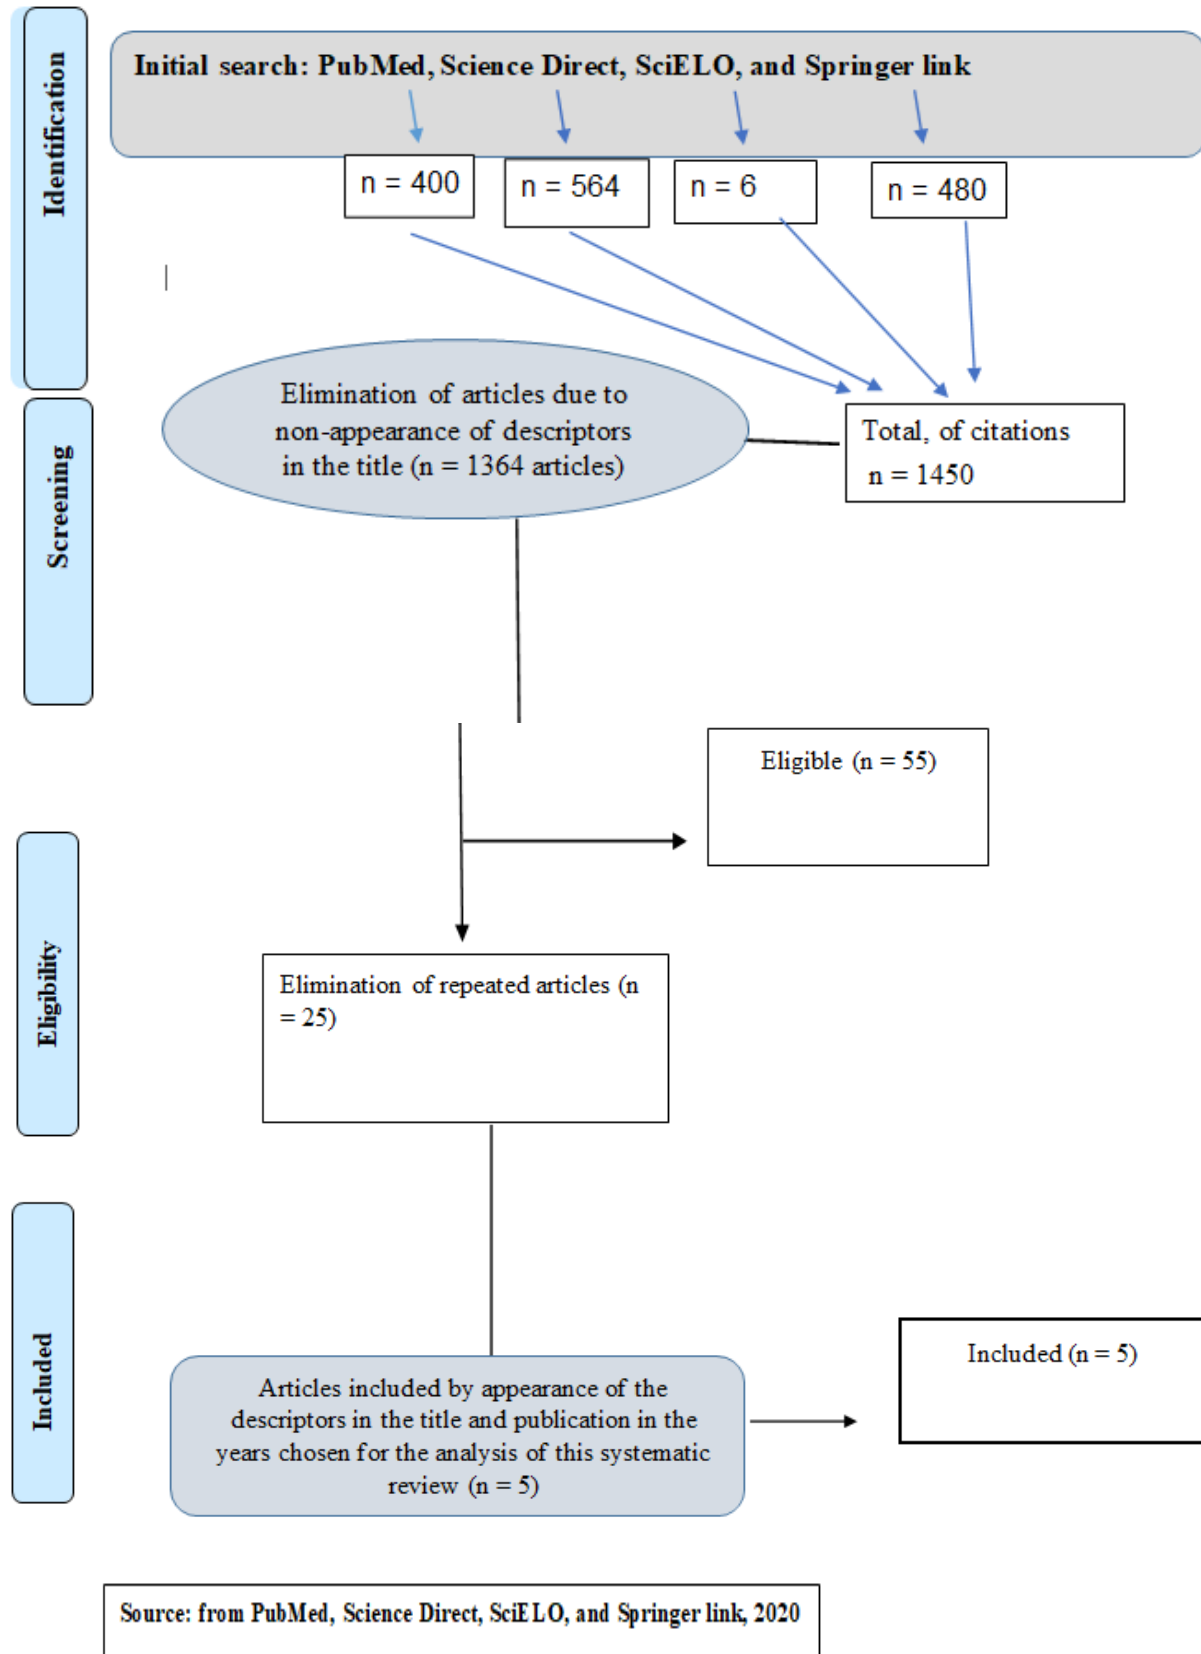 Identification
Initial search: PubMed, Science Direct, SciELO, and Springer link
n = 400
n = 564
n = 6
n = 480
Screening
Elimination of articles due to
non-appearance of descriptors
in the title (n = 1364 articles)
Total, of citations
n = 1450
Eligible (n = 55)
Eligibility
Elimination of repeated articles (n
= 25)
Included
Articles included by appearance of the
descriptors in the title and publication in the
years chosen for the analysis of this systematic
review (n = 5)
Included (n = 5)
Source: from PubMed, Science Direct, SciELO, and Springer link, 2020